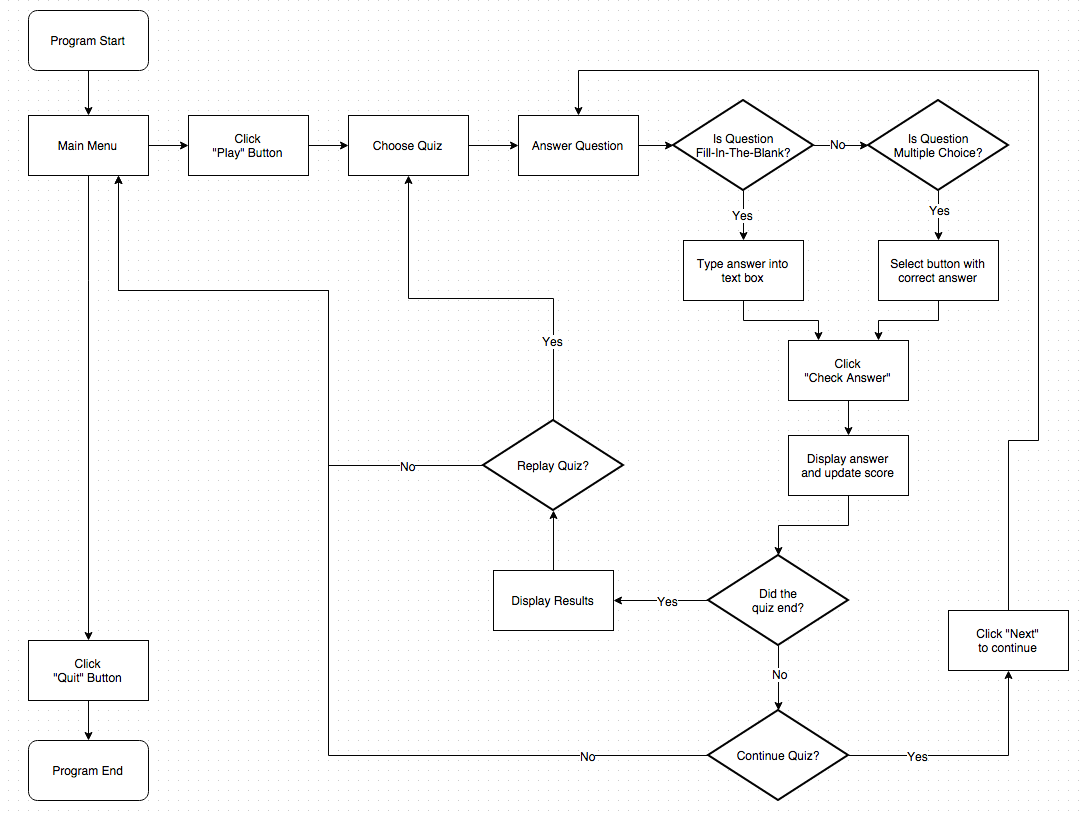 Program Start
Main Menu
Click
"Play" Button
Choose Quiz
Answer Question
Is Question
Fill-In-The-Blank?
No
Is Question
Multiple Choice?
Yes
Yes
Type answer into
text box
Select button with
correct answer
Click
"Check Answer"
Yes
Display answer
and update score
Replay Quiz?
No
Did the
quiz end?
Yes
Display Results
No
Click "Next"
to continue
Click
"Quit" Button
Continue Quiz?
No
Yes
Program End